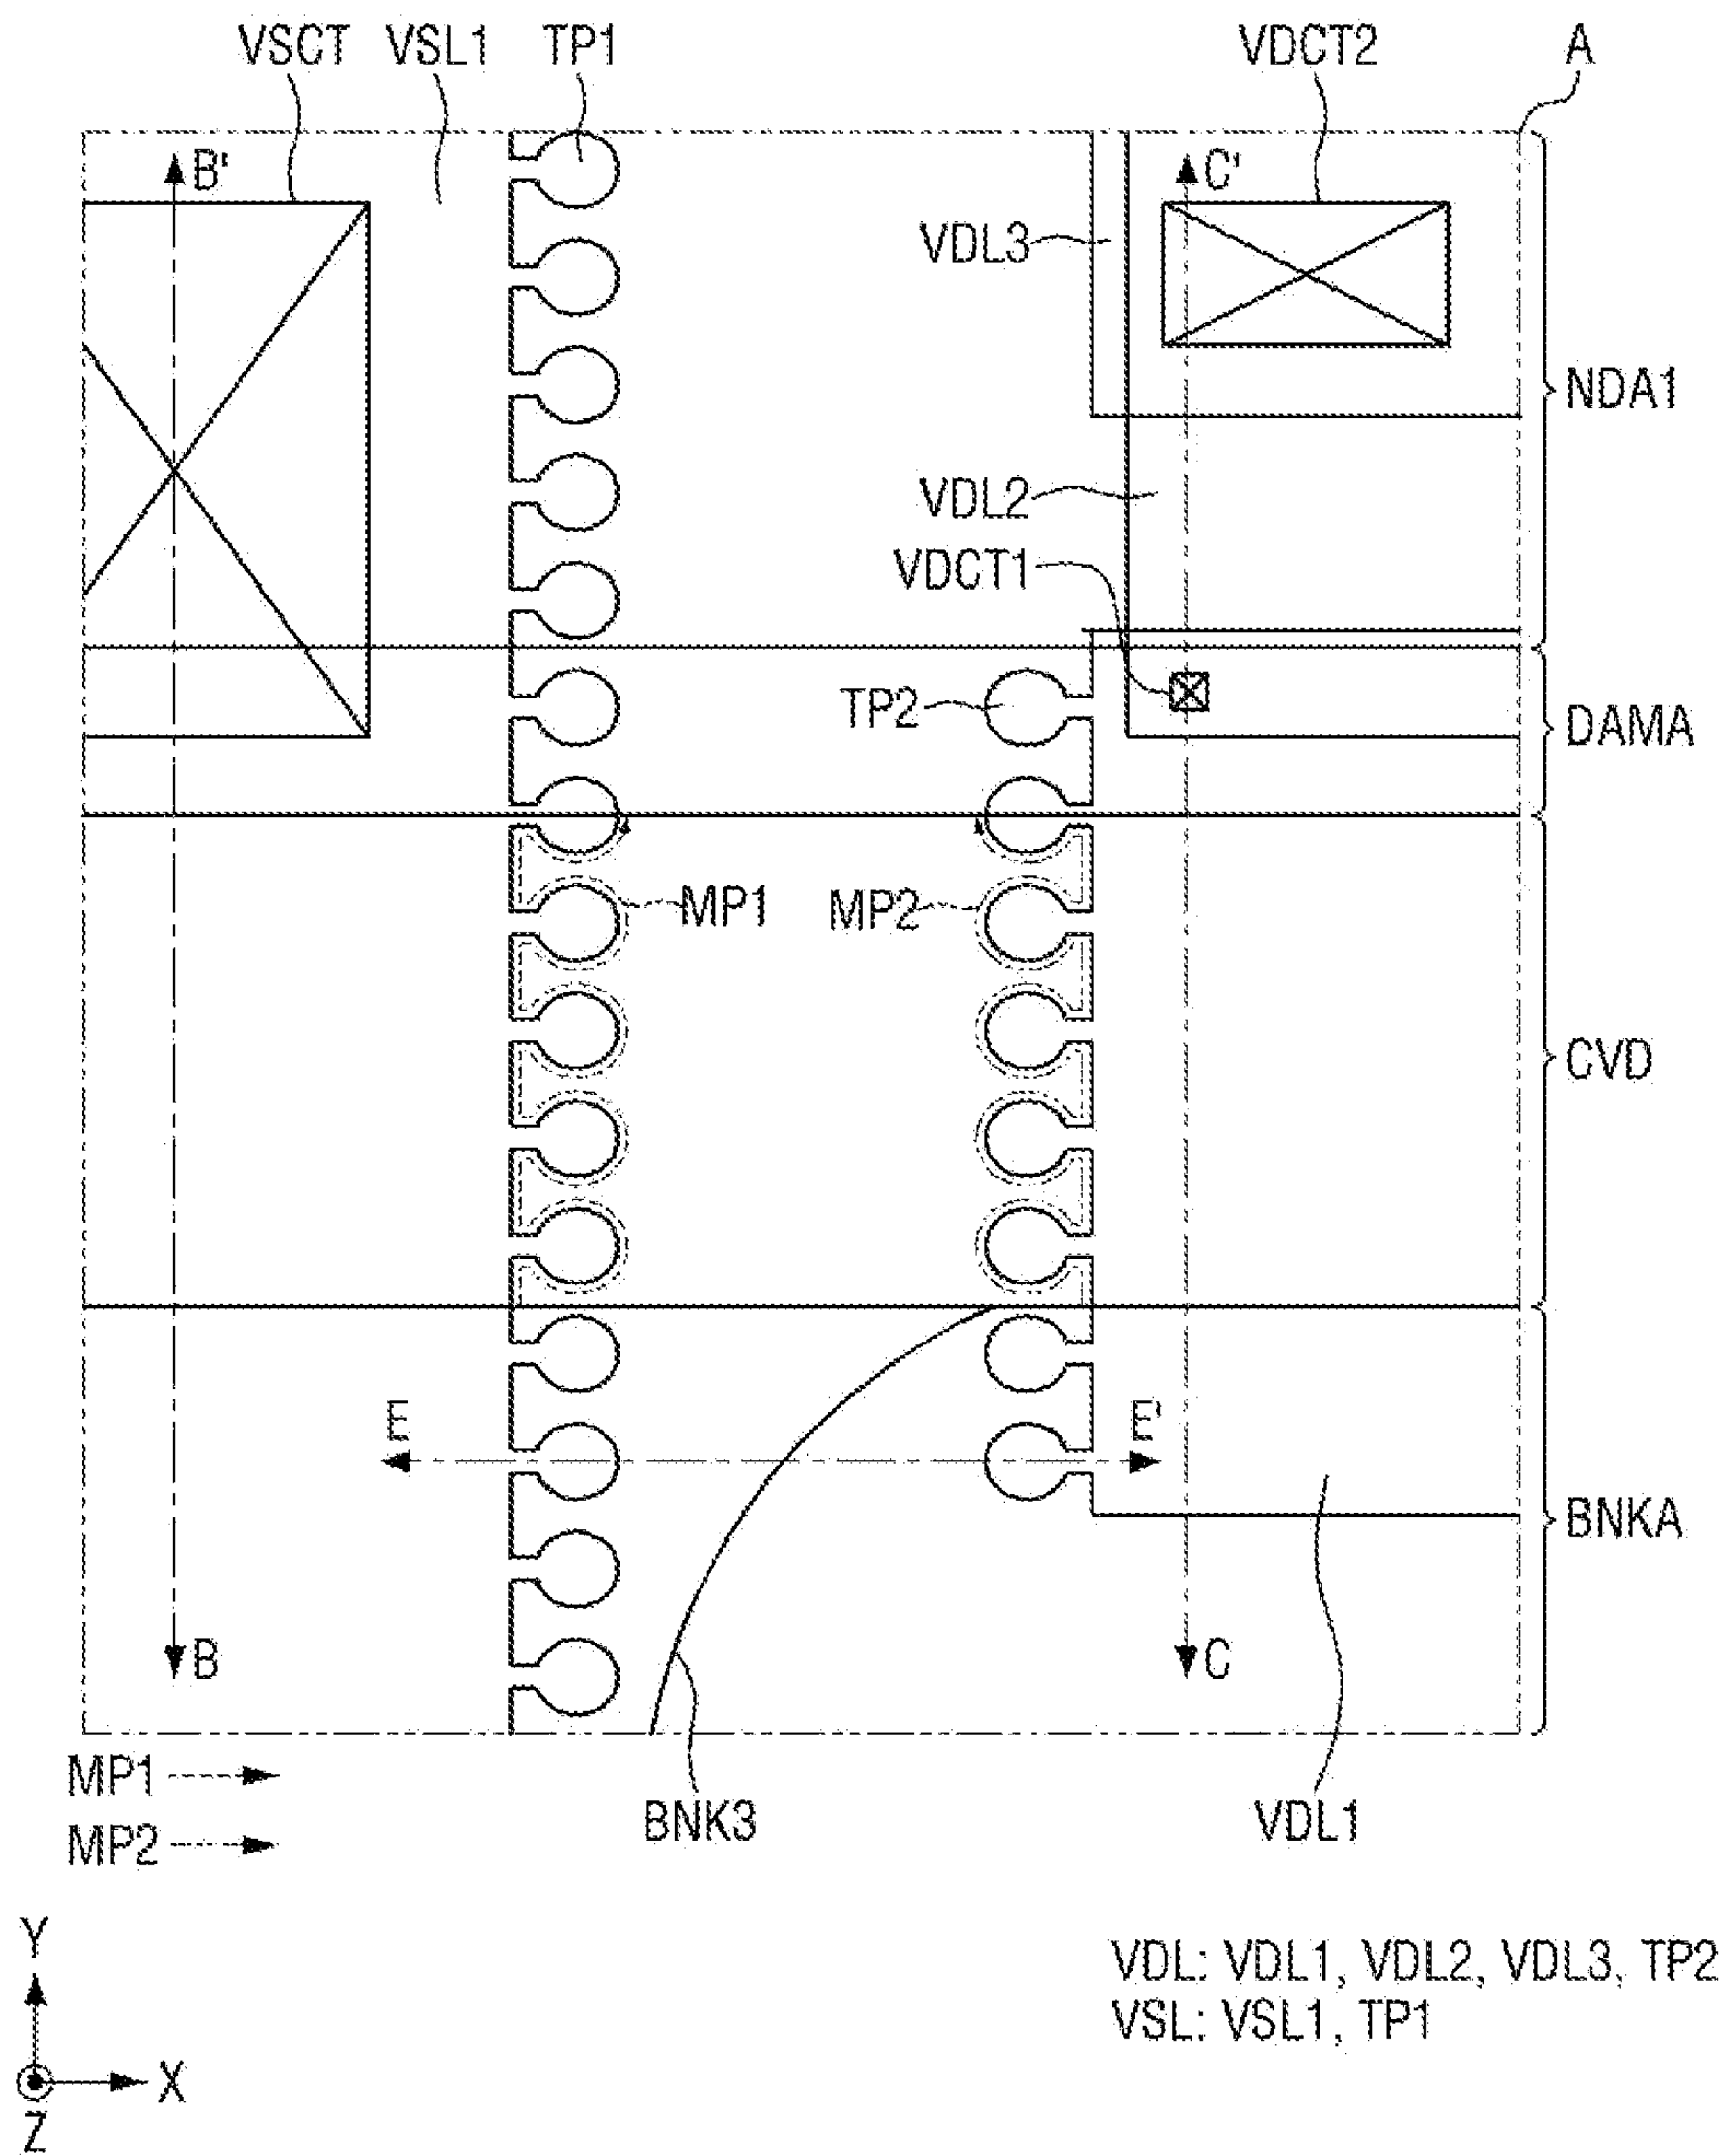 VSCT VSL1 TP1 VDCT2 A
B' C'
VDL3
NDA1
VDL2
VDCT1
TP2 DAMA
MP1 MP2
CVD
E E'
BNKA
B C
MP1
MP2
BNK3 VDL1
Y
X
Z
VDL: VDL1, VDL2, VDL3, TP2
VSL: VSL1, TP1